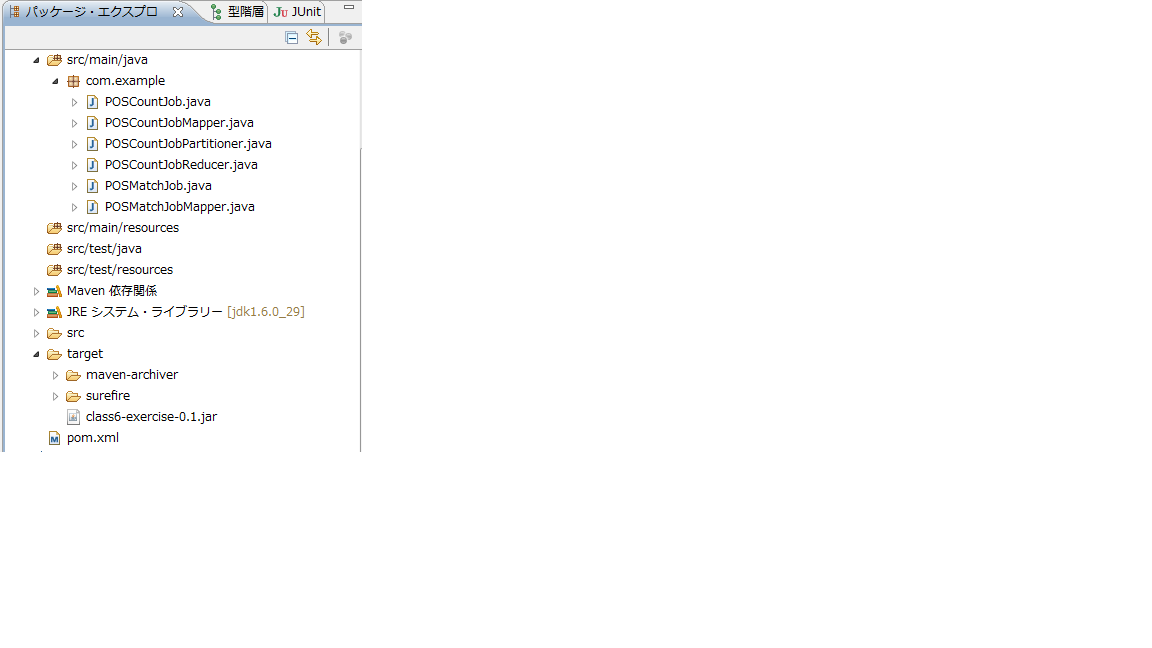 パッケージ・エクスプロ 型階層 JUnit
src/main/java
com.example
POSCountJob.java
POSCountJobMapper.java
POSCountJobPartitioner.java
POSCountJobReducer.java
POSMatchJob.java
POSMatchJobMapper.java
src/main/resources
src/test/java
src/test/resources
Maven 依存関係
JRE システム・ライブラリー [jdk1.6.0_29]
src
target
maven-archiver
surefire
class6-exercise-0.1.jar
pom.xml